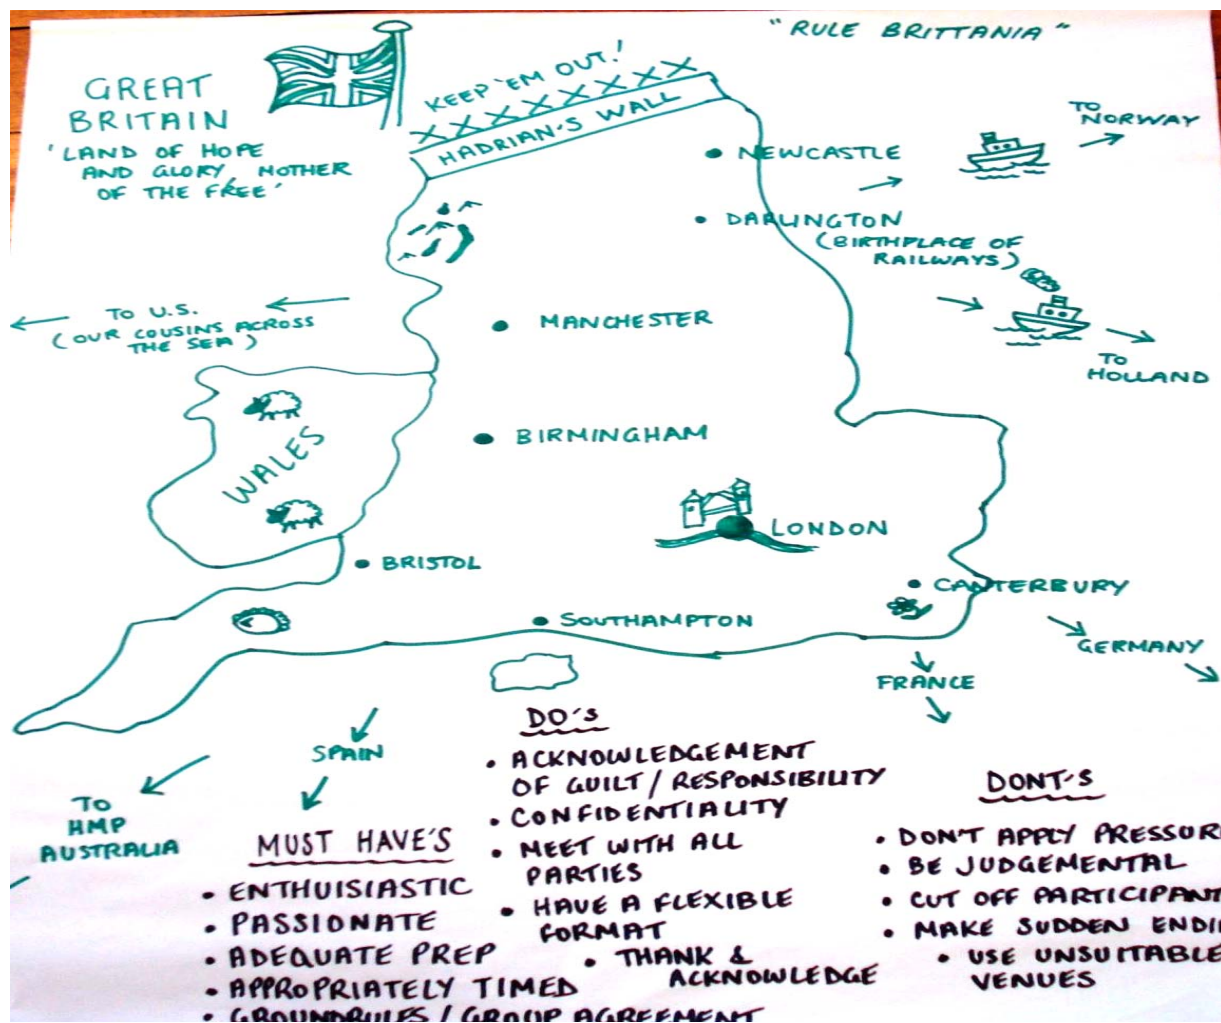 "RULE BRITTANIA"
GREAT
BRITAIN
'LAND OF HOPE
AND GLORY, MOTHER
OF THE FREE'
KEEP 'EM OUT!
HADRIAN'S WALL
NEWCASTLE
TO
NORWAY
DARLINGTON
(BIRTHPLACE OF
RAILWAYS)
TO U.S.
(OUR COUSINS ACROSS
THE SEA)
MANCHESTER
TO
HOLLAND
WALES
BIRMINGHAM
LONDON
BRISTOL
CANTERBURY
SOUTHAMPTON
GERMANY
FRANCE
SPAIN
TO
HMP
AUSTRALIA
MUST HAVE'S
• ENTHUISIASTIC
• PASSIONATE
• ADEQUATE PREP
• APPROPRIATELY TIMED
• GROUNDRULES / GROUP AGREEMENT
DO'S
• ACKNOWLEDGEMENT
OF GUILT / RESPONSIBILITY
• CONFIDENTIALITY
• MEET WITH ALL
PARTIES
• HAVE A FLEXIBLE
FORMAT
• THANK &
ACKNOWLEDGE
DONT'S
• DON'T APPLY PRESSUR
• BE JUDGEMENTAL
• CUT OFF PARTICIPANT
• MAKE SUDDEN ENDI
• USE UNSUITABLE
VENUES